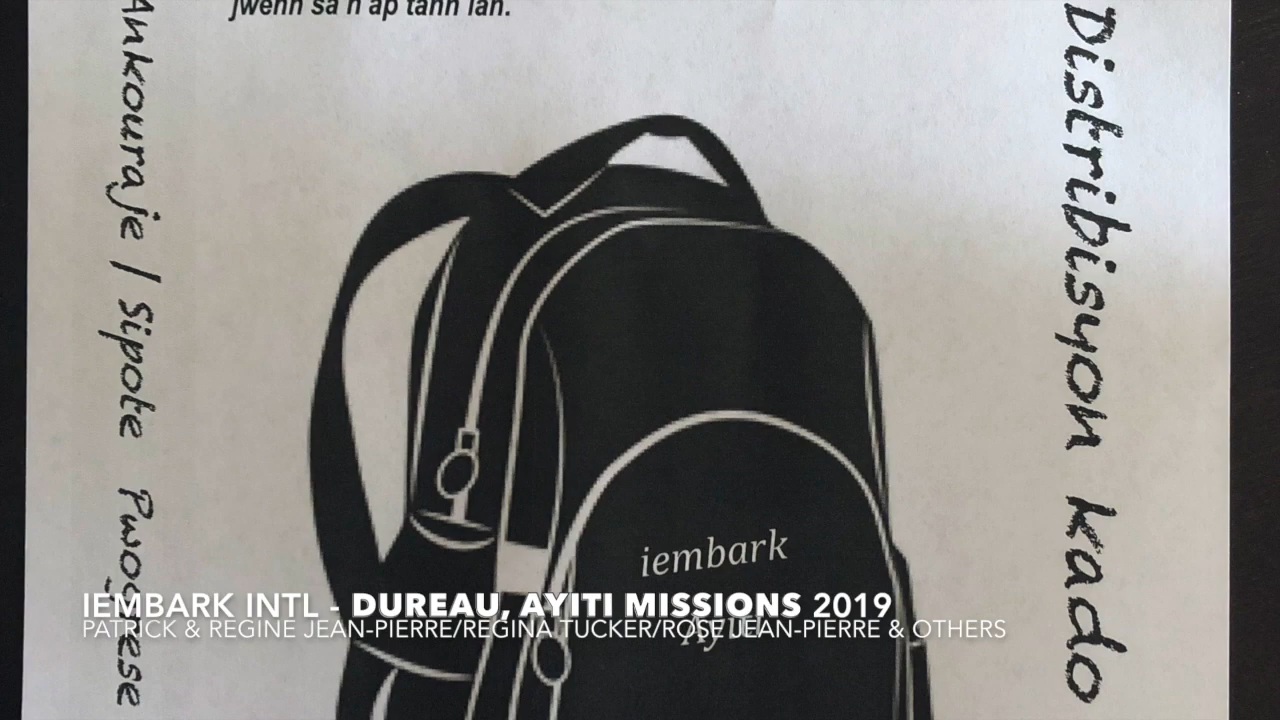 jwenn sa n ap tann lan.
Ankouraje / Sipote Pwogrese
Distribisyon kado
iembark
Ayiti
IEMBARK INTL - DUREAU, AYITI MISSIONS 2019
PATRICK & REGINE JEAN-PIERRE/REGINA TUCKER/ROSE JEAN-PIERRE & OTHERS